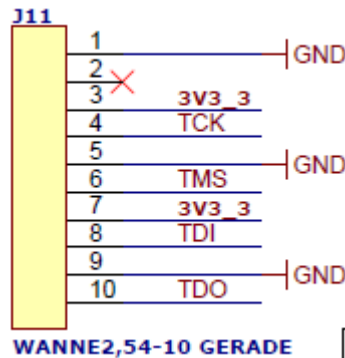 J11
1 GND
2
3 3V3_3
4 TCK
5 GND
6 TMS
7 3V3_3
8 TDI
9 GND
10 TDO
WANNE2,54-10 GERADE